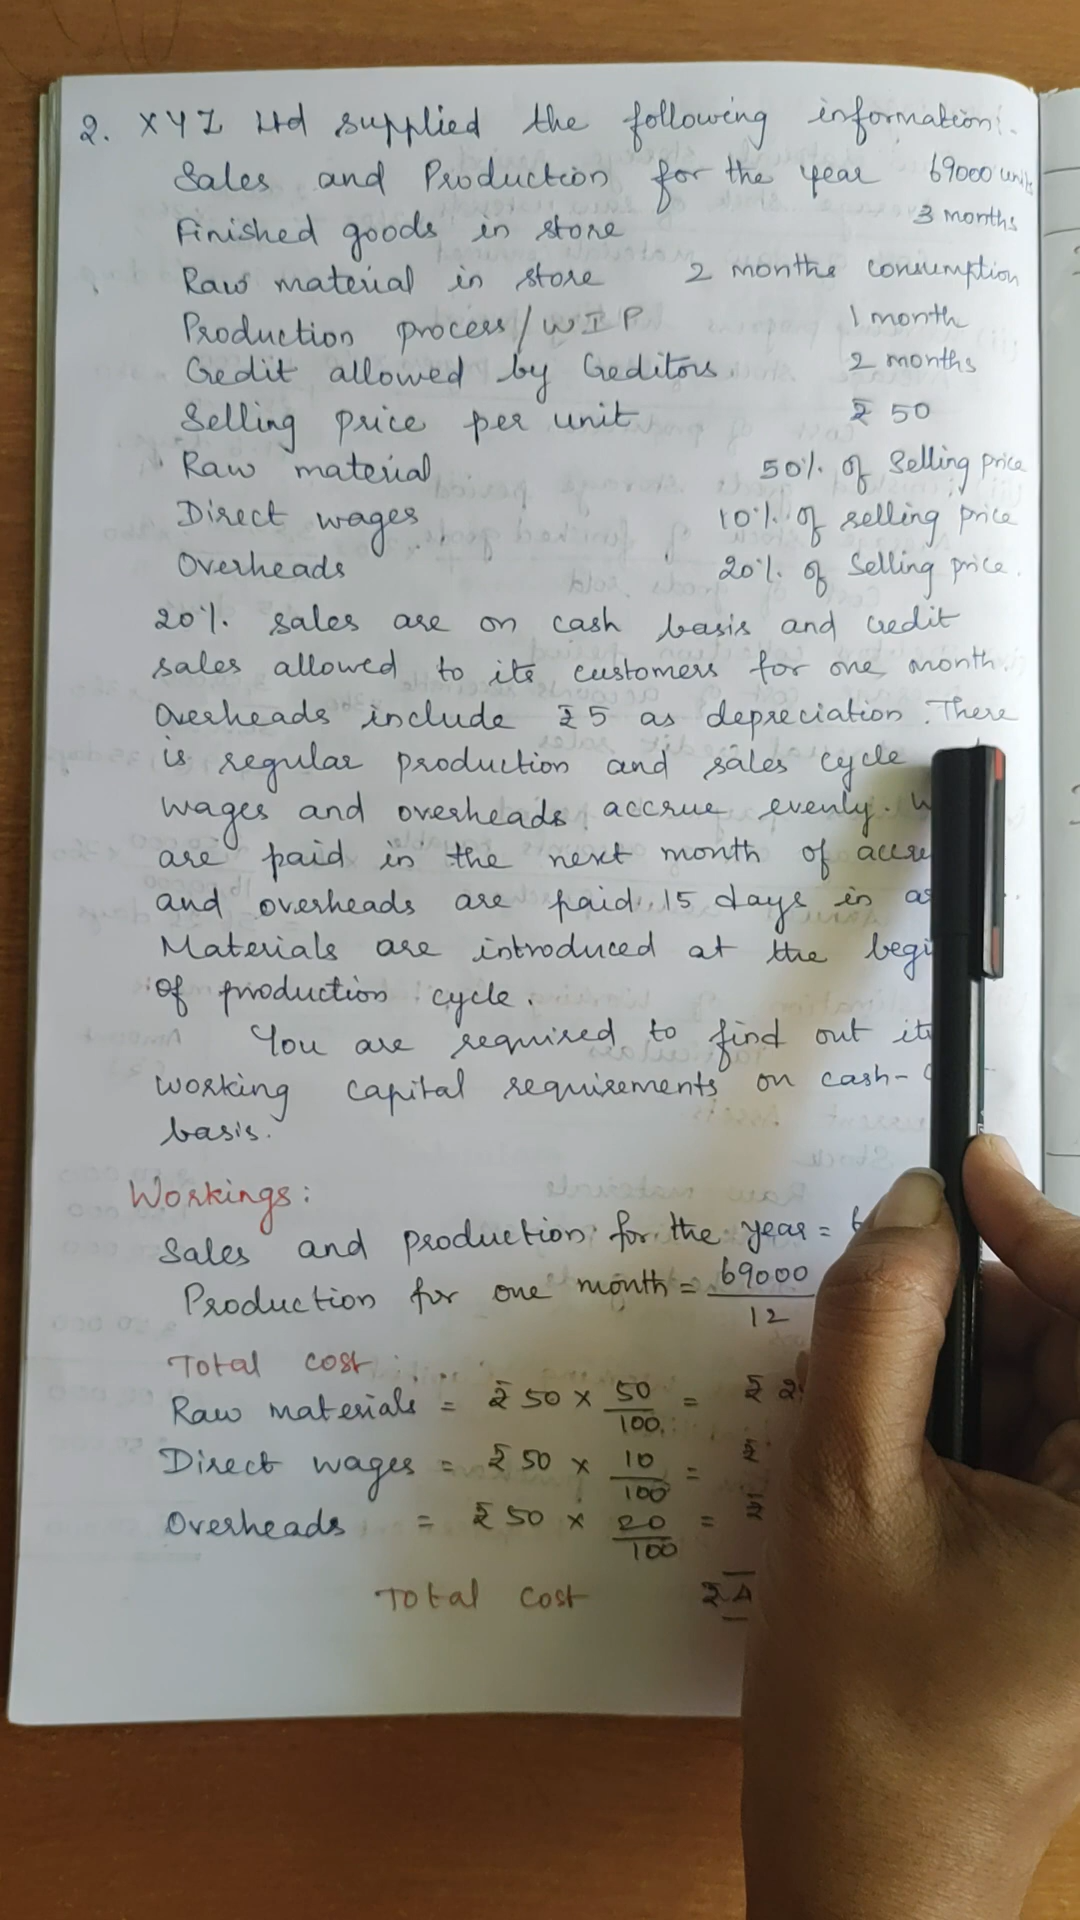 2. XYZ Ltd supplied the following information:-
Sales and Production for the year 69000 units
Finished goods in store 3 months
Raw material in store 2 months consumption
Production process/WIP 1 month
Credit allowed by Creditors 2 months
Selling price per unit ₹ 50
Raw material 50% of Selling price
Direct wages 10% of selling price
Overheads 20% of Selling price.
20% sales are on cash basis and credit
sales allowed to its customers for one month.
Overheads include ₹5 as depreciation. There
is regular production and sales cycle
wages and overheads accrue evenly.
are paid in the next month of
and overheads are paid 15 days in
Materials are introduced at the
of production cycle.
You are required to find out
working capital requirements on cash-
basis.
Workings:
Sales and production for the year =
Production for one month = 69000/12
Total cost :
Raw materials = ₹50 × 50/100 = ₹
Direct wages = ₹50 × 10/100 = ₹
Overheads = ₹50 × 20/100 = ₹
Total cost ₹